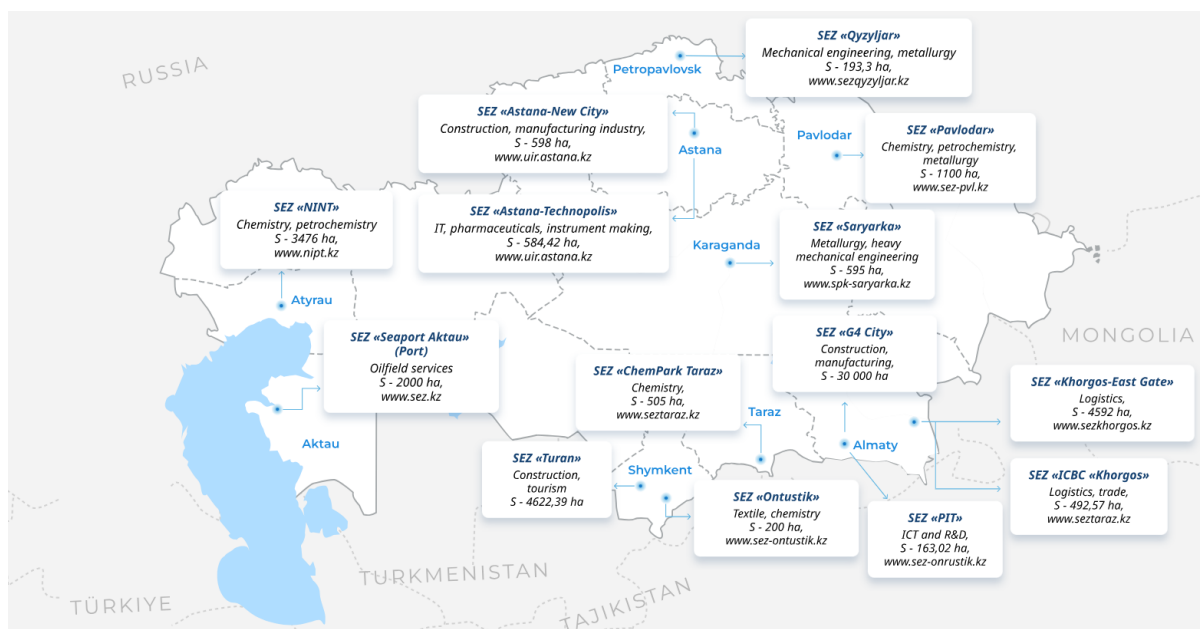 SEZ «Qyzyljar»
Mechanical engineering, metallurgy
S - 193,3 ha,
www.sezqyzyljar.kz
RUSSIA
Petropavlovsk
SEZ «Astana-New City»
Construction, manufacturing industry,
S - 598 ha,
www.uir.astana.kz
Astana
Pavlodar
SEZ «Pavlodar»
Chemistry, petrochemistry,
metallurgy
S - 1100 ha,
www.sez-pvl.kz
SEZ «NINT»
Chemistry, petrochemistry
S - 3476 ha,
www.nipt.kz
SEZ «Astana-Technopolis»
IT, pharmaceuticals, instrument making,
S - 584,42 ha,
www.uir.astana.kz
Karaganda
SEZ «Saryarka»
Metallurgy, heavy
mechanical engineering
S - 595 ha,
www.spk-saryarka.kz
Atyrau
MONGOLIA
SEZ «Seaport Aktau»
(Port)
Oilfield services
S - 2000 ha,
www.sez.kz
Aktau
SEZ «ChemPark Taraz»
Chemistry,
S - 505 ha,
www.seztaraz.kz
Taraz
SEZ «G4 City»
Construction,
manufacturing,
S - 30 000 ha
Almaty
SEZ «Khorgos-East Gate»
Logistics,
S - 4592 ha,
www.sezkhorgos.kz
SEZ «Turan»
Construction,
tourism
S - 4622,39 ha
Shymkent
SEZ «Ontustik»
Textile, chemistry
S - 200 ha,
www.sez-ontustik.kz
SEZ «PIT»
ICT and R&D,
S - 163,02 ha,
www.sez-onrustik.kz
SEZ «ICBC «Khorgos»
Logistics, trade,
S - 492,57 ha,
www.seztaraz.kz
TURKMENISTAN
TÜRKIYE
TAJIKISTAN